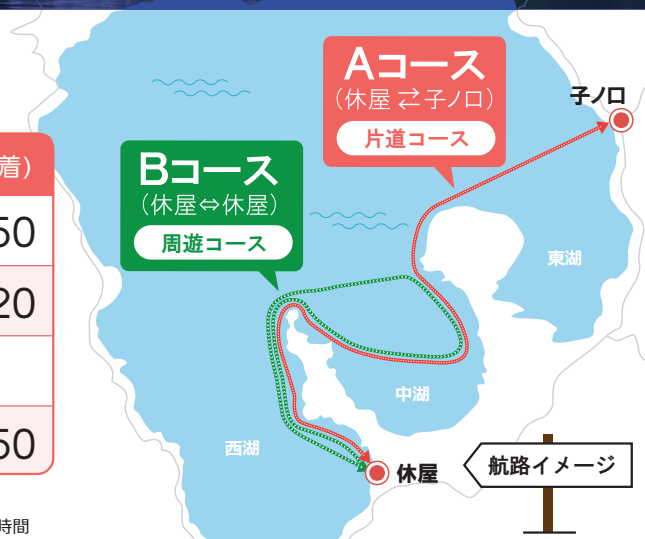 Aコース
(休屋⇄子ノ口)
片道コース
子ノ口
着)
Bコース
(休屋⇔休屋)
周遊コース
50
20
50
東湖
中湖
西湖
休屋
航路イメージ
時間